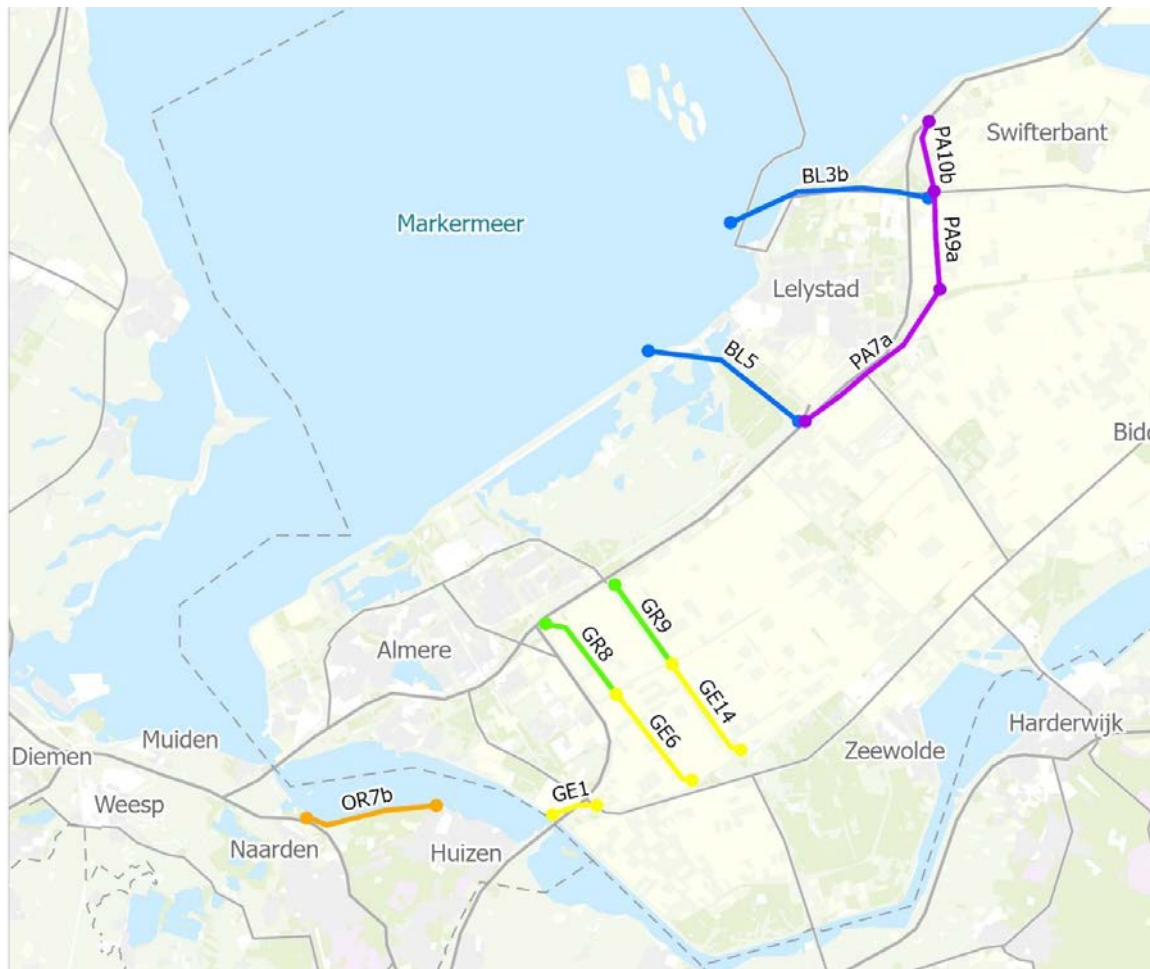 Swifterbant
PA10b
BL3b
Markermeer
PA9a
Lelystad
BL5
PA7a
Bidd
GR9
GR8
Almere
GE14
GE6
Harderwijk
Zeewolde
Muiden
Diemen
Weesp
OR7b
GE1
Naarden
Huizen